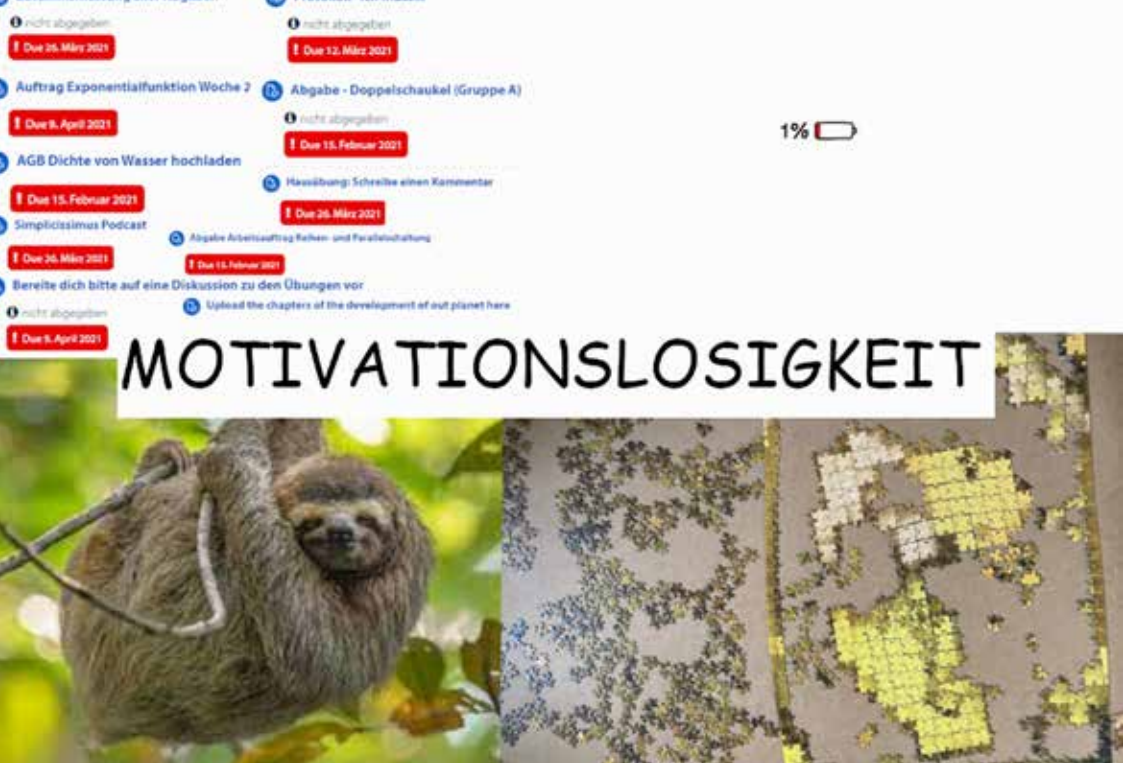 nicht abgegeben
! Due 26. März 2021
Auftrag Exponentialfunktion Woche 2
! Due 9. April 2021
AGB Dichte von Wasser hochladen
! Due 15. Februar 2021
Simplicissimus Podcast
! Due 26. März 2021
Bereite dich bitte auf eine Diskussion zu den Übungen vor
nicht abgegeben
! Due 9. April 2021
nicht abgegeben
! Due 12. März 2021
Abgabe - Doppelschaukel (Gruppe A)
nicht abgegeben
! Due 15. Februar 2021
Hausübung: Schreibe einen Kommentar
! Due 26. März 2021
Abgabe Arbeitsauftrag Reihen- und Parallelschaltung
! Due 15. Februar 2021
Upload the chapters of the development of out planet here
1%
MOTIVATIONSLOSIGKEIT